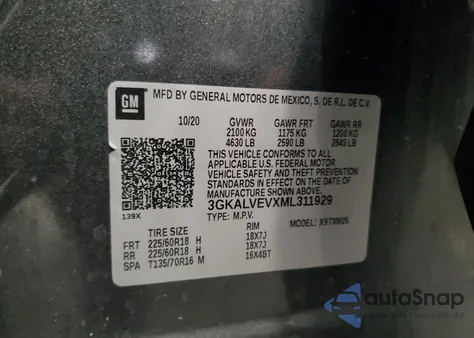 GM
MFD BY GENERAL MOTORS DE MEXICO, S. DE R.L. DE C.V.
10/20 GVWR GAWR FRT GAWR RR
2100 KG 1175 KG 1200 KG
4630 LB 2590 LB 2645 LB
THIS VEHICLE CONFORMS TO ALL
APPLICABLE U.S. FEDERAL MOTOR
VEHICLE SAFETY AND THEFT PREVENTION
STANDARDS IN EFFECT ON THE DATE OF
MANUFACTURE SHOWN ABOVE.
3GKALVEVXML311929
139X
TYPE: M.P.V. MODEL:
TIRE SIZE RIM
FRT 225/60R18 H 18X7J
RR 225/60R18 H 18X7J
SPA T135/70R16 M 16X4BT
autoSnap